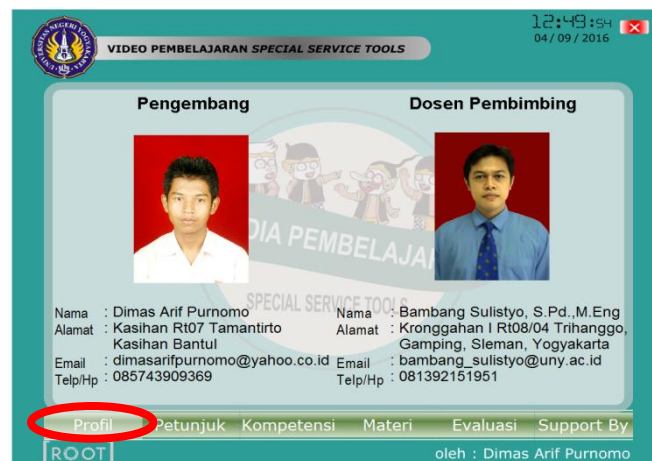 VIDEO PEMBELAJARAN SPECIAL SERVICE TOOLS
12:49:54
04/09/2016
Pengembang
Dosen Pembimbing
DIA PEMBELAJAR
SPECIAL SERVICE TOOLS
Nama : Dimas Arif Purnomo
Alamat : Kasihan Rt07 Tamantirto
Kasihan Bantul
Email : dimasarifpurnomo@yahoo.co.id
Telp/Hp : 085743909369
Nama : Bambang Sulistyo, S.Pd.,M.Eng
Alamat : Kronggahan I Rt08/04 Trihanggo,
Gamping, Sleman, Yogyakarta
Email : bambang_sulistyo@uny.ac.id
Telp/Hp : 081392151951
Profil Petunjuk Kompetensi Materi Evaluasi Support By
ROOT
oleh : Dimas Arif Purnomo